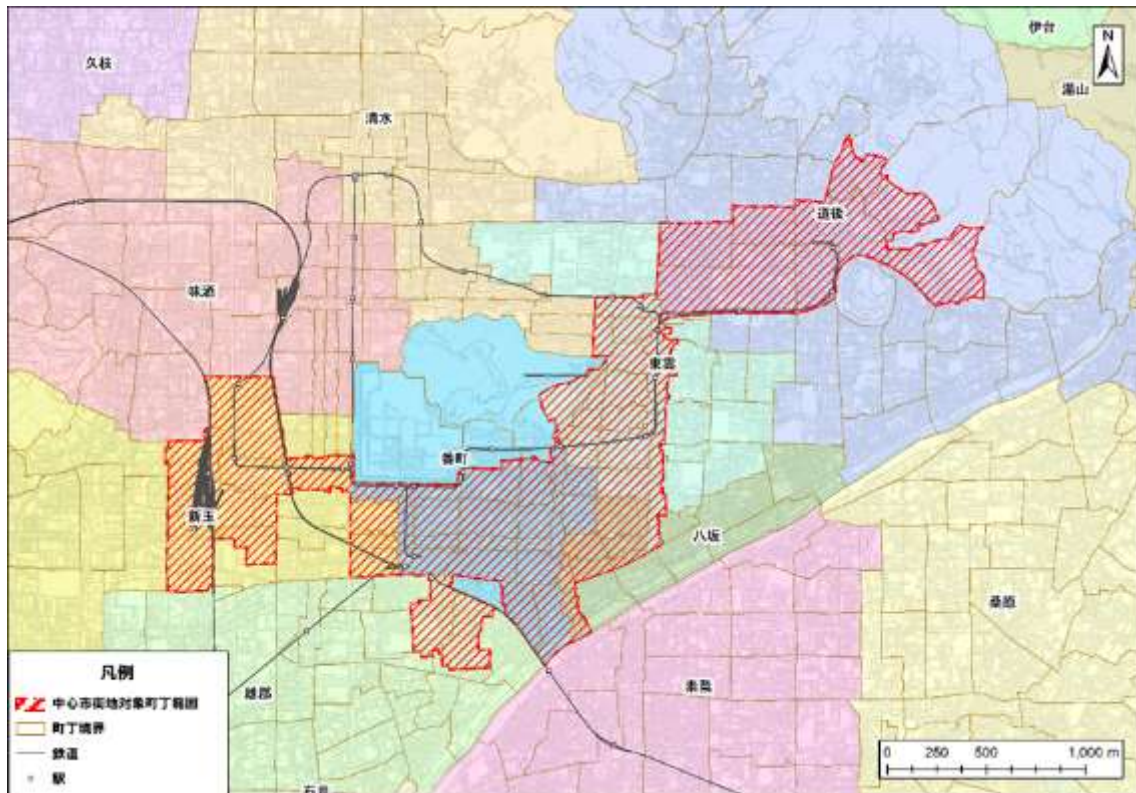 伊台
N
久枝
湯山
清水
道後
味酒
東雲
番町
新玉
八坂
桑原
素鵞
雄郡
石井
凡例
中心市街地対象町丁範囲
町丁境界
鉄道
駅
0 250 500 1,000 m